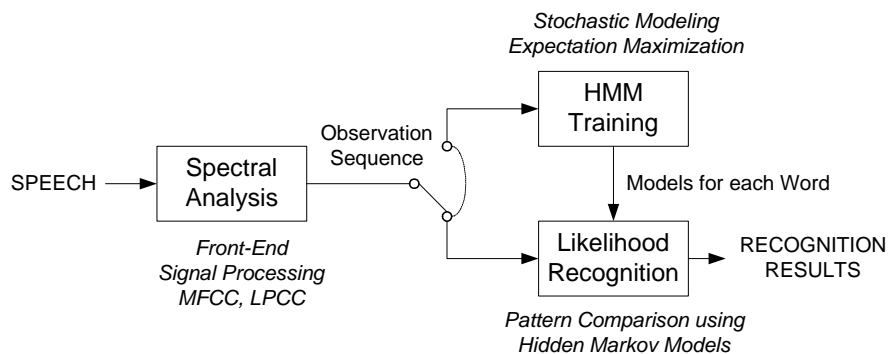 Stochastic Modeling
Expectation Maximization
HMM
Training
Observation
Sequence
SPEECH
Spectral
Analysis
Models for each Word
Front-End
Signal Processing
MFCC, LPCC
Likelihood
Recognition
RECOGNITION
RESULTS
Pattern Comparison using
Hidden Markov Models